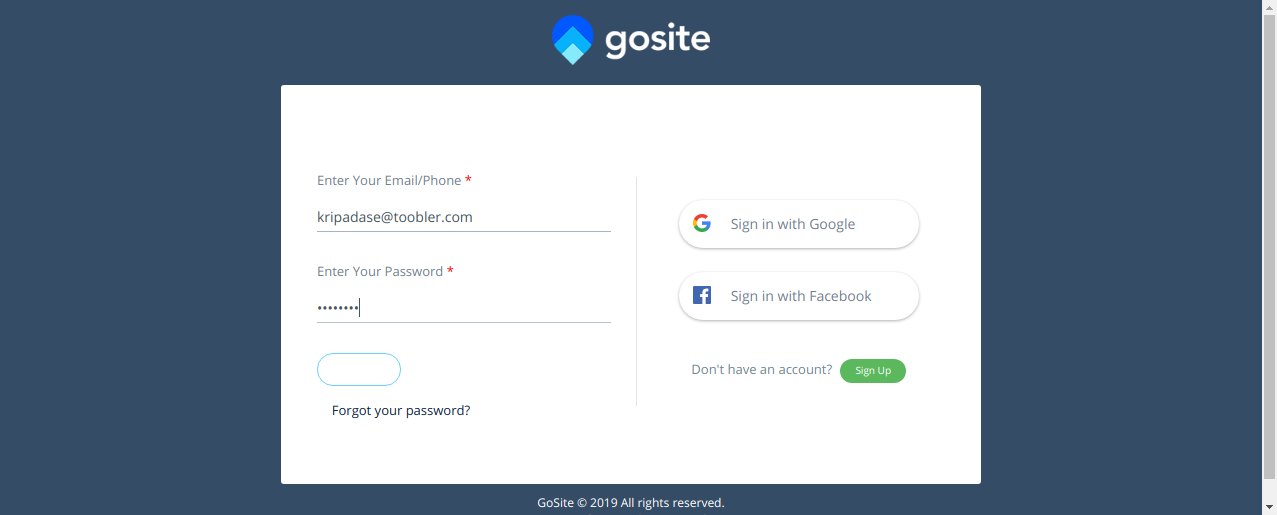 gosite
Enter Your Email/Phone *
kripadase@toobler.com
Enter Your Password *
••••••••
Forgot your password?
Sign in with Google
Sign in with Facebook
Don't have an account? Sign Up
GoSite © 2019 All rights reserved.